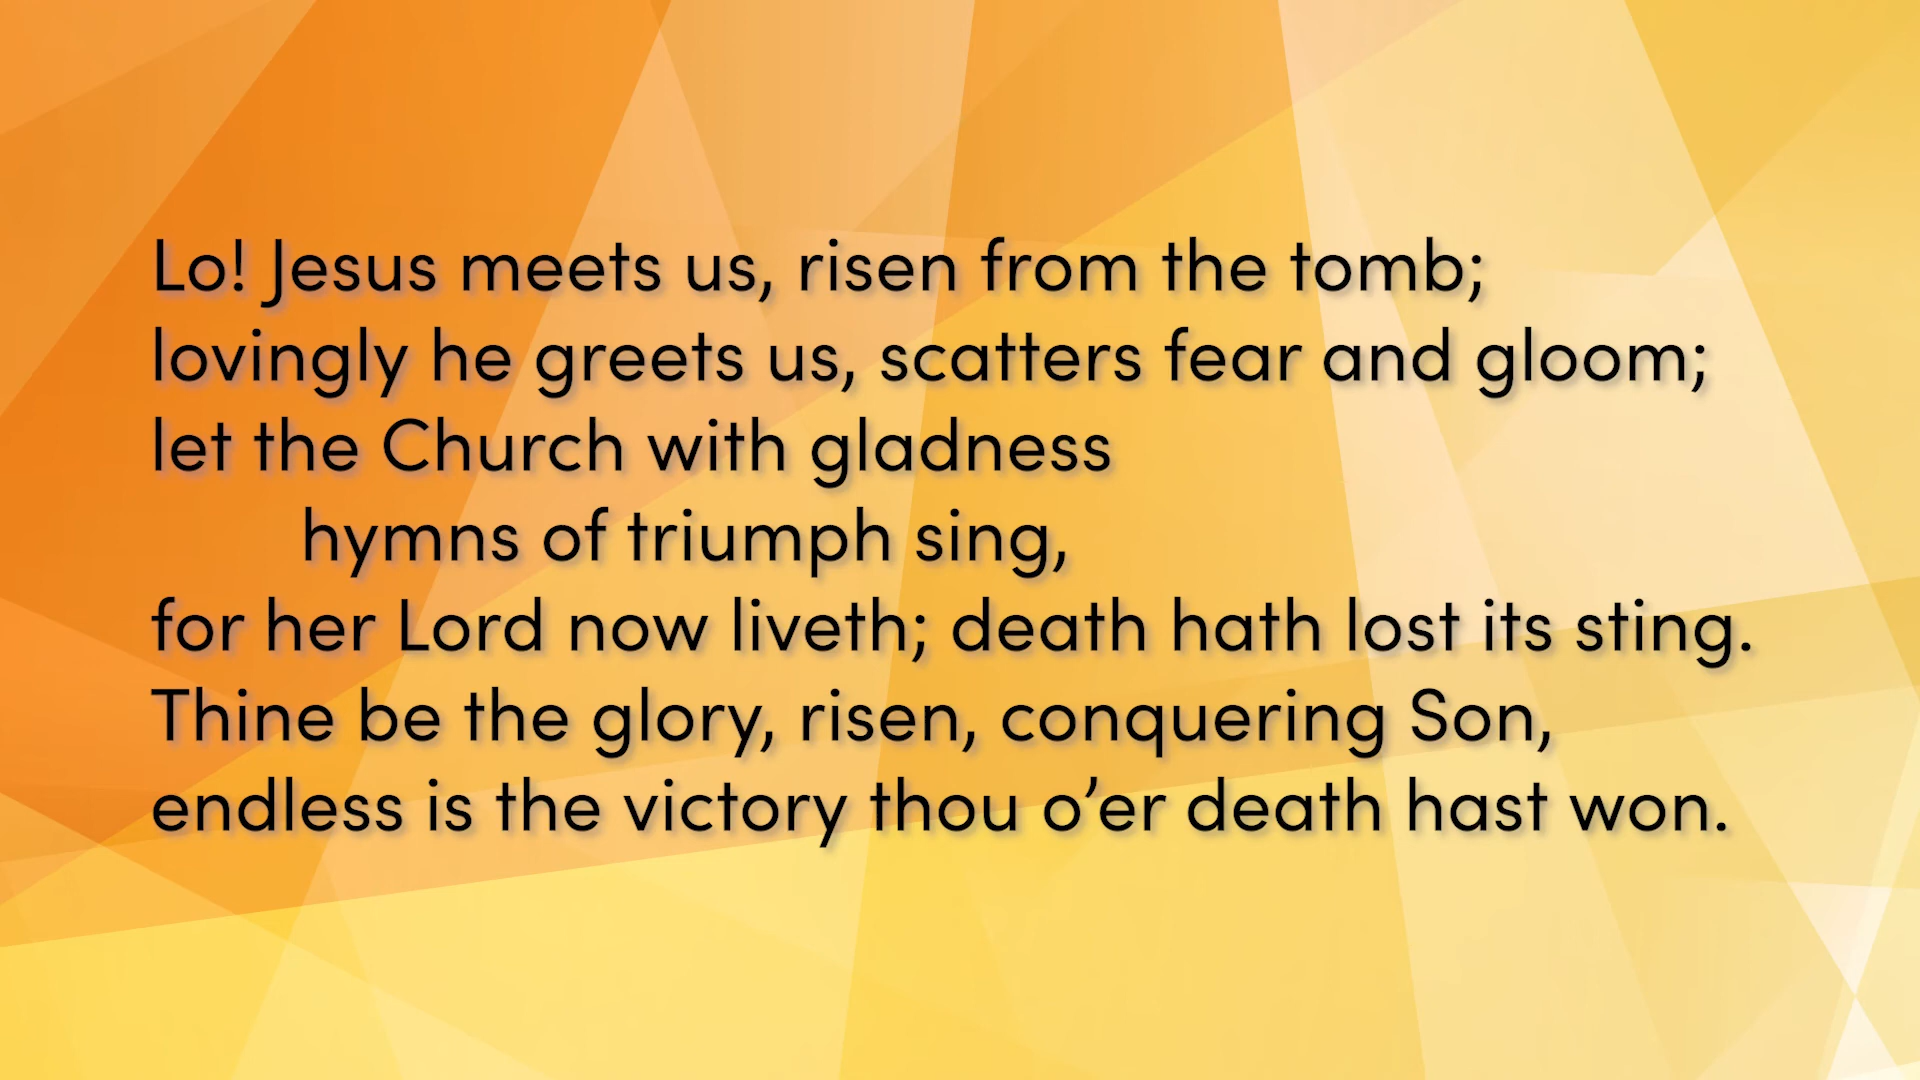 Lo! Jesus meets us, risen from the tomb;
lovingly he greets us, scatters fear and gloom;
let the Church with gladness
hymns of triumph sing,
for her Lord now liveth; death hath lost its sting.
Thine be the glory, risen, conquering Son,
endless is the victory thou o’er death hast won.